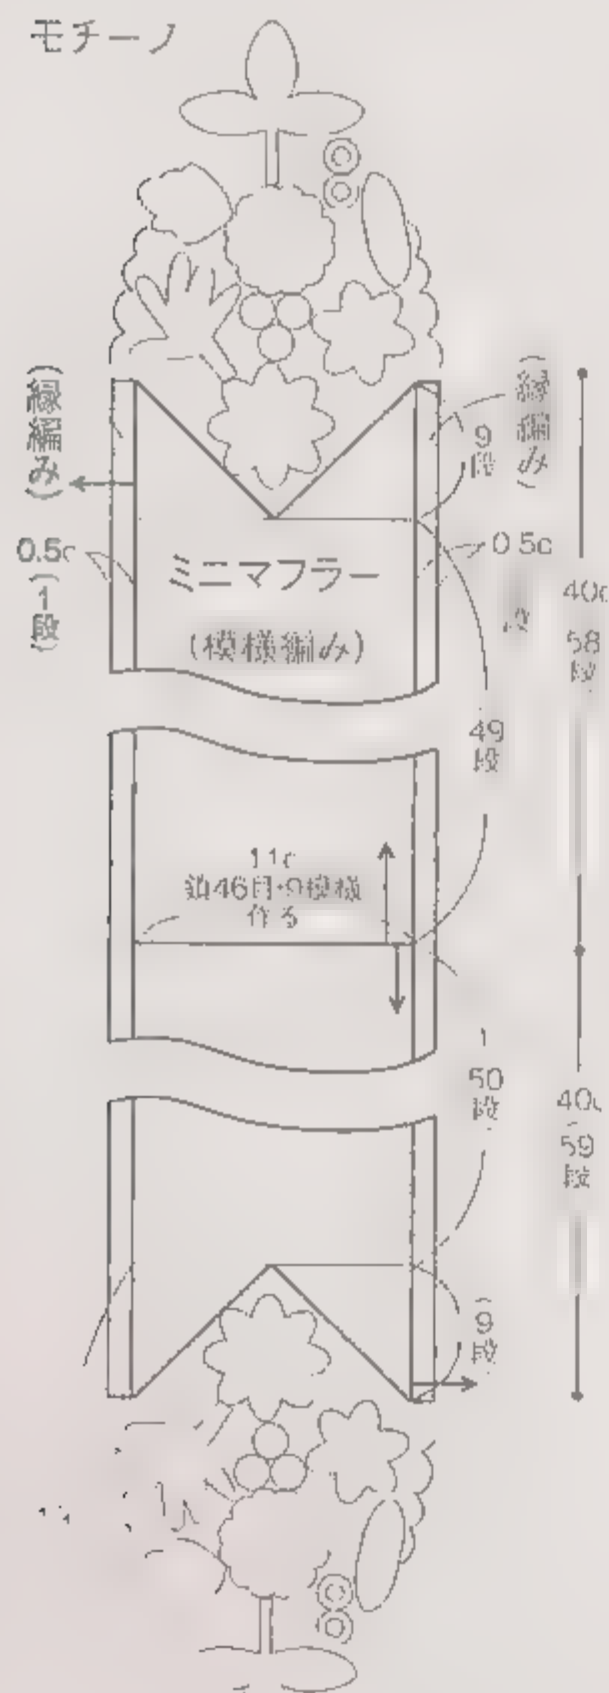 モチーフ
(縁編み)
(縁編み)
9段
0.5c
(1段)
0.5c
段
ミニマフラー
(模様編み)
40c
58段
49段
11c
鎖46目・9模様
作る
50段
40c
59段
9段